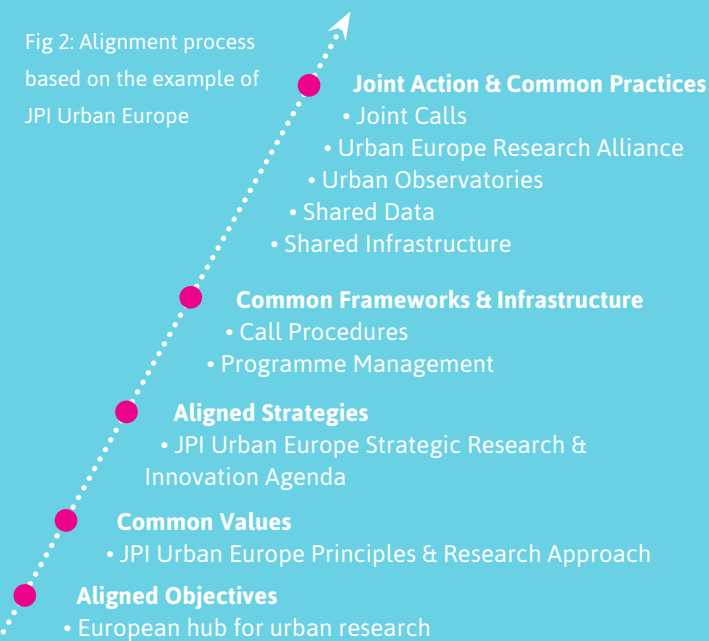 Fig 2: Alignment process
based on the example of
JPI Urban Europe
Joint Action & Common Practices
• Joint Calls
• Urban Europe Research Alliance
• Urban Observatories
• Shared Data
• Shared Infrastructure
Common Frameworks & Infrastructure
• Call Procedures
• Programme Management
Aligned Strategies
• JPI Urban Europe Strategic Research &
Innovation Agenda
Common Values
• JPI Urban Europe Principles & Research Approach
Aligned Objectives
• European hub for urban research